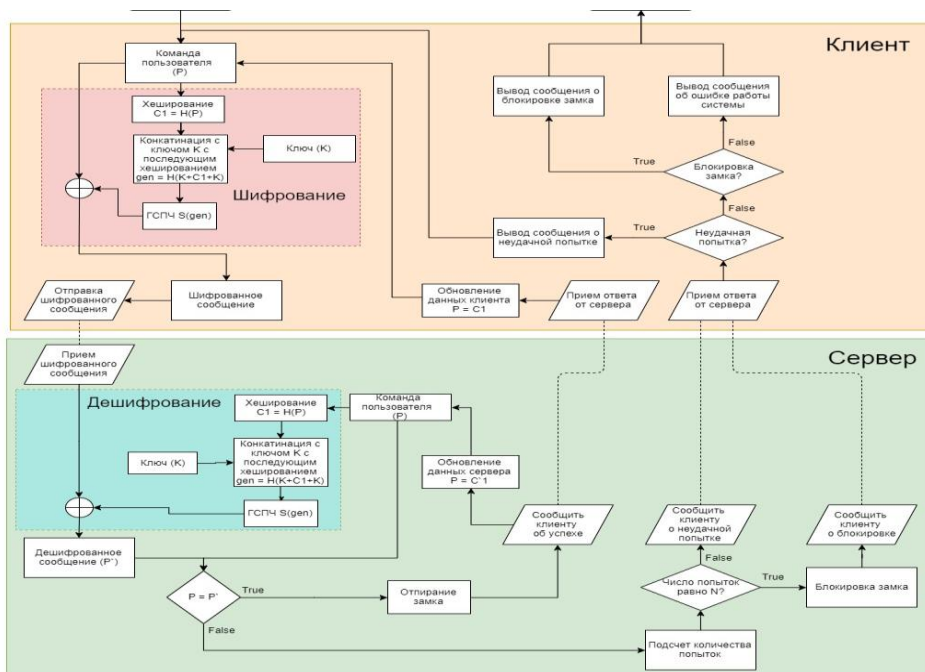 Клиент
Команда
пользователя
(P)
Шифрование
Хеширование
C1 = H(P)
Конкатинация с
ключом K с
последующим
хешированием
gen = H(K+C1+K)
Ключ (K)
ГСПЧ S(gen)
Шифрованное
сообщение
Отправка
шифрованного
сообщения
Вывод сообщения о
блокировке замка
Вывод сообщения
об ошибке работы
системы
True
False
Блокировка
замка?
False
Вывод сообщения о
неудачной попытке
True
Неудачная
попытка?
Обновление
данных клиента
P = C1
Прием ответа
от сервера
Прием ответа
от сервера
Сервер
Прием
шифрованного
сообщения
Дешифрование
Хеширование
C1 = H(P)
Команда
пользователя
(P)
Ключ (K)
Конкатинация с
ключом K с
последующим
хешированием
gen = H(K+C1+K)
ГСПЧ S(gen)
Обновление
данных сервера
P = C`1
Сообщить
клиенту
об успехе
Сообщить
клиенту
о неудачной
попытке
Сообщить
клиенту
о блокировке
Дешифрованное
сообщение (P`)
P = P`
True
Отпирание
замка
False
False
Число попыток
равно N?
True
Блокировка замка
Подсчет количества
попыток